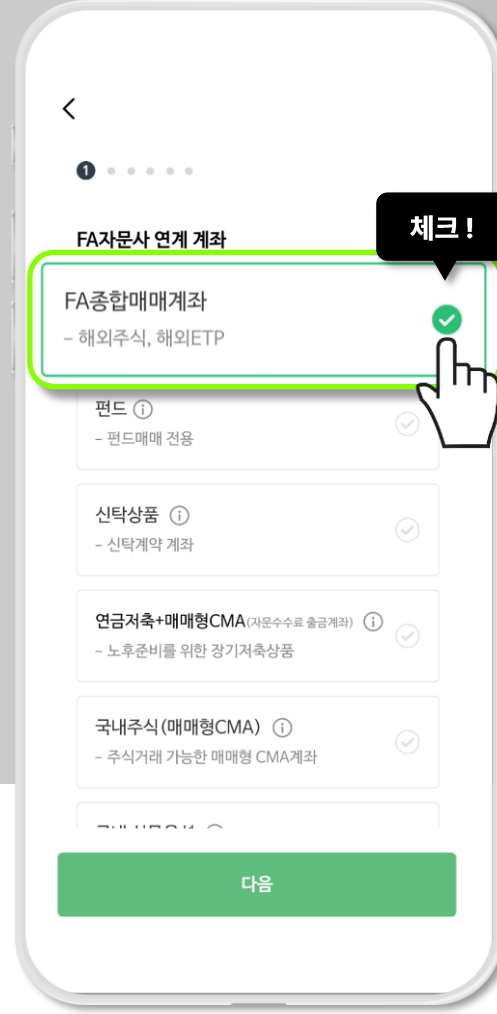 1
FA자문사 연계 계좌
체크!
FA종합매매계좌
– 해외주식, 해외ETP
펀드 i
– 펀드매매 전용
신탁상품 i
– 신탁계약 계좌
연금저축+매매형CMA(자문수수료 출금계좌) i
– 노후준비를 위한 장기저축상품
국내주식(매매형CMA) i
– 주식거래 가능한 매매형 CMA계좌
다음